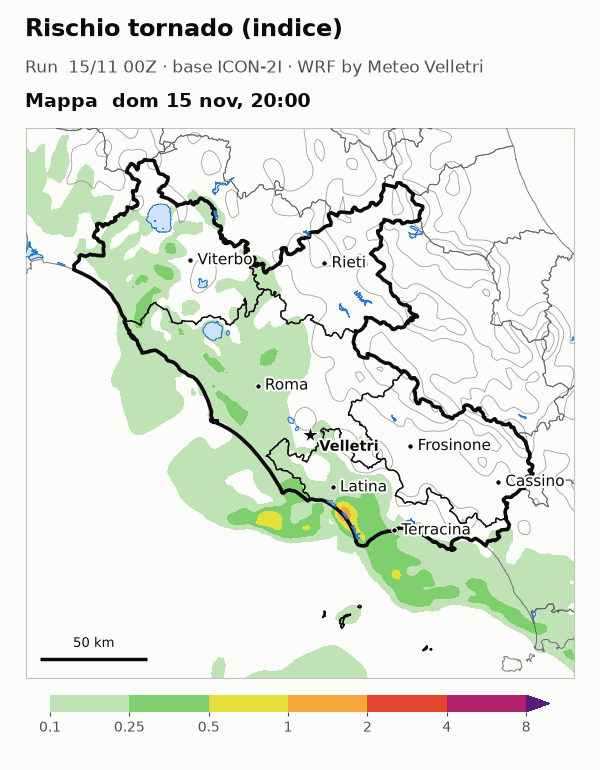 Rischio tornado (indice)
Run  15/11 00Z · base ICON-2I · WRF by Meteo Velletri
Mappa  dom 15 nov, 20:00
Viterbo
Rieti
Roma
Velletri
Frosinone
Cassino
Latina
Terracina
50 km
0.1 0.25 0.5 1 2 4 8